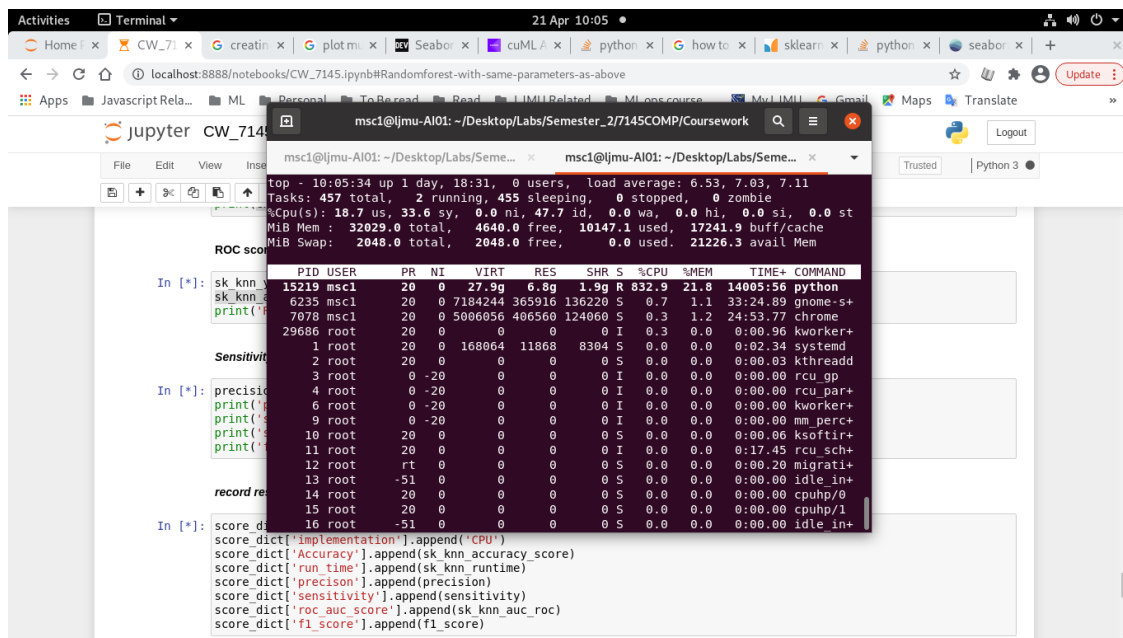 Activities Terminal 21 Apr 10:05
Home F CW_71 G creatin G plot mu Seabor cuML A python G how to sklearn python seabor
localhost:8888/notebooks/CW_7145.ipynb#Randomforest-with-same-parameters-as-above Update
Apps Javascript Rela... ML Personal To Be read Read LJMU Related ML ops course My LJMU Gmail Maps Translate »
jupyter CW_714 Logout
msc1@ljmu-AI01: ~/Desktop/Labs/Semester_2/7145COMP/Coursework
File Edit View Inse Trusted Python 3
msc1@ljmu-AI01: ~/Desktop/Labs/Seme... msc1@ljmu-AI01: ~/Desktop/Labs/Seme...
top - 10:05:34 up 1 day, 18:31, 0 users, load average: 6.53, 7.03, 7.11
Tasks: 457 total, 2 running, 455 sleeping, 0 stopped, 0 zombie
%Cpu(s): 18.7 us, 33.6 sy, 0.0 ni, 47.7 id, 0.0 wa, 0.0 hi, 0.0 si, 0.0 st
MiB Mem : 32029.0 total, 4640.0 free, 10147.1 used, 17241.9 buff/cache
MiB Swap: 2048.0 total, 2048.0 free, 0.0 used. 21226.3 avail Mem
PID USER PR NI VIRT RES SHR S %CPU %MEM TIME+ COMMAND
15219 msc1 20 0 27.9g 6.8g 1.9g R 832.9 21.8 14005:56 python
6235 msc1 20 0 7184244 365916 136220 S 0.7 1.1 33:24.89 gnome-s+
7078 msc1 20 0 5006056 406560 124060 S 0.3 1.2 24:53.77 chrome
29686 root 20 0 0 0 0 I 0.3 0.0 0:00.96 kworker+
1 root 20 0 168064 11868 8304 S 0.0 0.0 0:02.34 systemd
2 root 20 0 0 0 0 S 0.0 0.0 0:00.03 kthreadd
3 root 0 -20 0 0 0 I 0.0 0.0 0:00.00 rcu_gp
4 root 0 -20 0 0 0 I 0.0 0.0 0:00.00 rcu_par+
6 root 0 -20 0 0 0 I 0.0 0.0 0:00.00 kworker+
9 root 0 -20 0 0 0 I 0.0 0.0 0:00.00 mm_perc+
10 root 20 0 0 0 0 S 0.0 0.0 0:00.06 ksoftir+
11 root 20 0 0 0 0 I 0.0 0.0 0:17.45 rcu_sch+
12 root rt 0 0 0 0 S 0.0 0.0 0:00.20 migrati+
13 root -51 0 0 0 0 S 0.0 0.0 0:00.00 idle_in+
14 root 20 0 0 0 0 S 0.0 0.0 0:00.00 cpuhp/0
15 root 20 0 0 0 0 S 0.0 0.0 0:00.00 cpuhp/1
16 root -51 0 0 0 0 S 0.0 0.0 0:00.00 idle_in+
ROC scor
In [*]: sk_knn_y
sk_knn_a
print('
Sensitivit
In [*]: precisio
print('p
print('s
print('s
print('
record res
In [*]: score_di
score_dict['implementation'].append('CPU')
score_dict['Accuracy'].append(sk_knn_accuracy_score)
score_dict['run_time'].append(sk_knn_runtime)
score_dict['precison'].append(precision)
score_dict['sensitivity'].append(sensitivity)
score_dict['roc_auc_score'].append(sk_knn_auc_roc)
score_dict['f1_score'].append(f1_score)